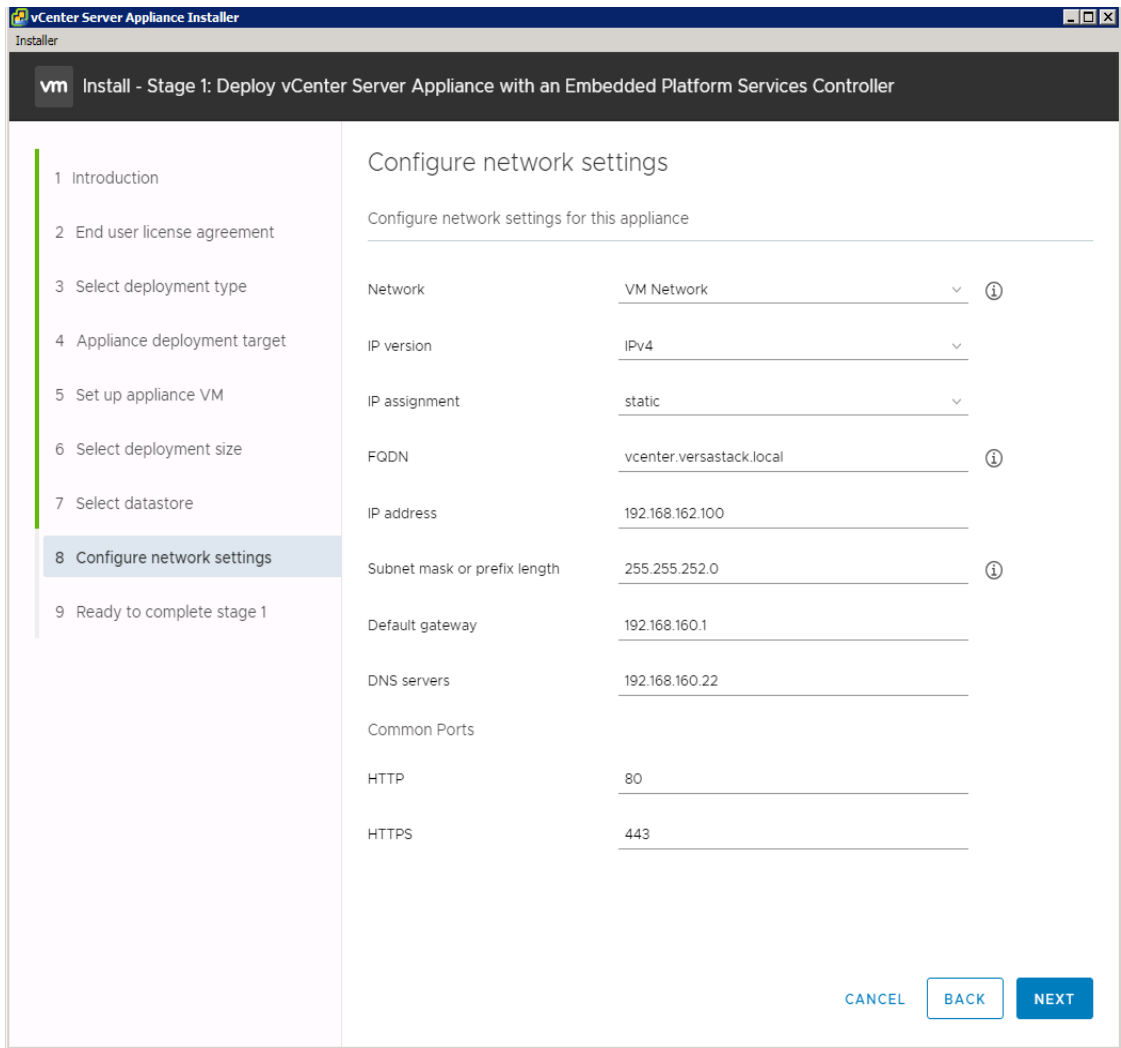 vCenter Server Appliance Installer
Installer
vm Install - Stage 1: Deploy vCenter Server Appliance with an Embedded Platform Services Controller
1 Introduction
2 End user license agreement
3 Select deployment type
4 Appliance deployment target
5 Set up appliance VM
6 Select deployment size
7 Select datastore
8 Configure network settings
9 Ready to complete stage 1
Configure network settings
Configure network settings for this appliance
Network VM Network
IP version IPv4
IP assignment static
FQDN vcenter.versastack.local
IP address 192.168.162.100
Subnet mask or prefix length 255.255.252.0
Default gateway 192.168.160.1
DNS servers 192.168.160.22
Common Ports
HTTP 80
HTTPS 443
CANCEL BACK NEXT